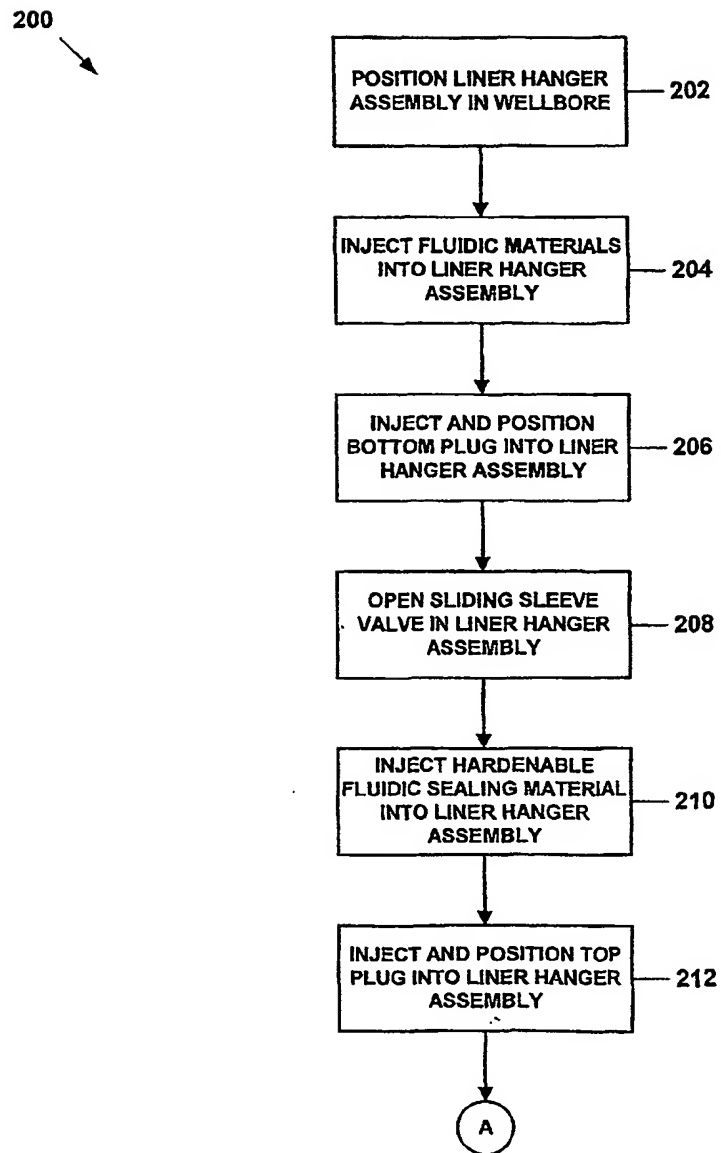 200
POSITION LINER HANGER
ASSEMBLY IN WELLBORE
202
INJECT FLUIDIC MATERIALS
INTO LINER HANGER
ASSEMBLY
204
INJECT AND POSITION
BOTTOM PLUG INTO LINER
HANGER ASSEMBLY
206
OPEN SLIDING SLEEVE
VALVE IN LINER HANGER
ASSEMBLY
208
INJECT HARDENABLE
FLUIDIC SEALING MATERIAL
INTO LINER HANGER
ASSEMBLY
210
INJECT AND POSITION TOP
PLUG INTO LINER HANGER
ASSEMBLY
212
A